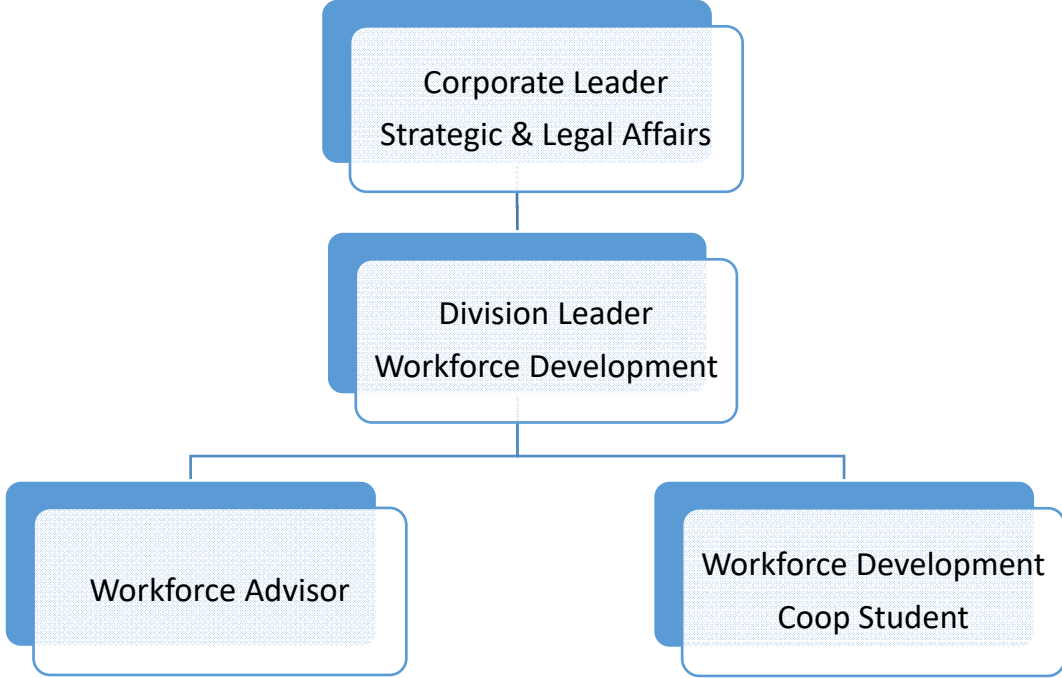 Corporate Leader
Strategic & Legal Affairs
Division Leader
Workforce Development
Workforce Advisor
Workforce Development
Coop Student